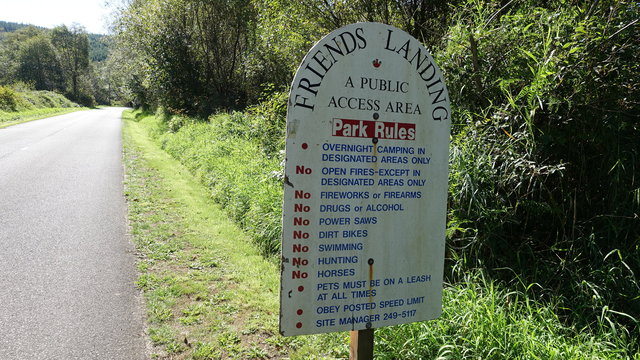 FRIENDS LANDING
A PUBLIC
ACCESS AREA
Park Rules
• OVERNIGHT CAMPING IN
DESIGNATED AREAS ONLY
No OPEN FIRES-EXCEPT IN
DESIGNATED AREAS ONLY
No FIREWORKS or FIREARMS
No DRUGS or ALCOHOL
No POWER SAWS
No DIRT BIKES
No SWIMMING
No HUNTING
No HORSES
• PETS MUST BE ON A LEASH
AT ALL TIMES
• OBEY POSTED SPEED LIMIT
• SITE MANAGER 249-5117